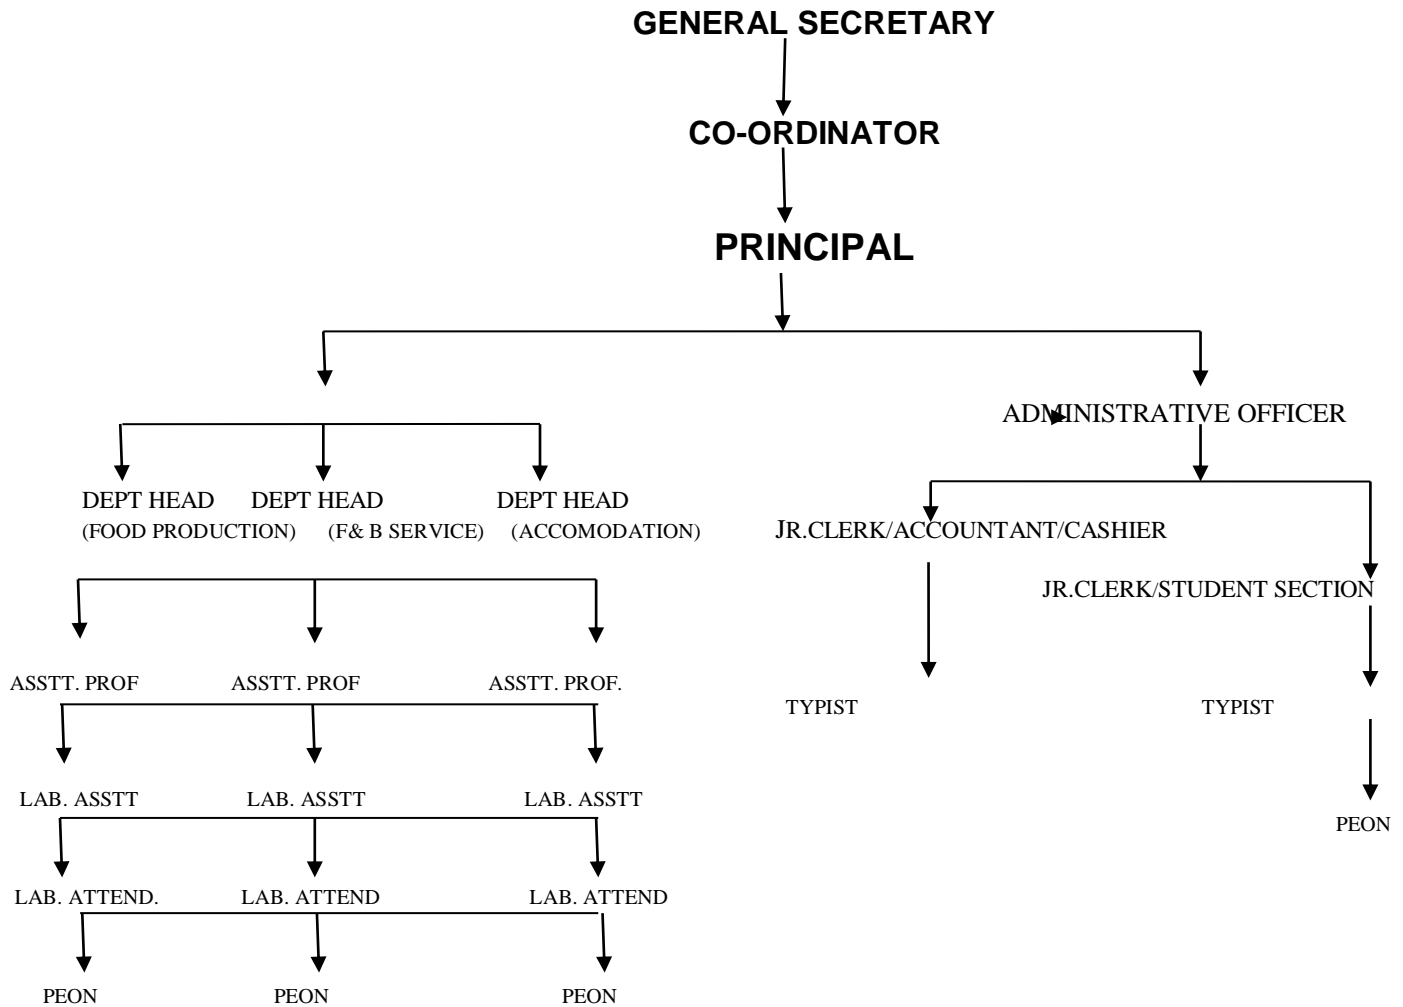 GENERAL SECRETARY
CO-ORDINATOR
PRINCIPAL
ADMINISTRATIVE OFFICER
DEPT HEAD DEPT HEAD DEPT HEAD
(FOOD PRODUCTION) (F& B SERVICE) (ACCOMODATION)
JR.CLERK/ACCOUNTANT/CASHIER
JR.CLERK/STUDENT SECTION
ASSTT. PROF ASSTT. PROF ASSTT. PROF.
TYPIST TYPIST
LAB. ASSTT LAB. ASSTT LAB. ASSTT
PEON
LAB. ATTEND. LAB. ATTEND LAB. ATTEND
PEON PEON PEON